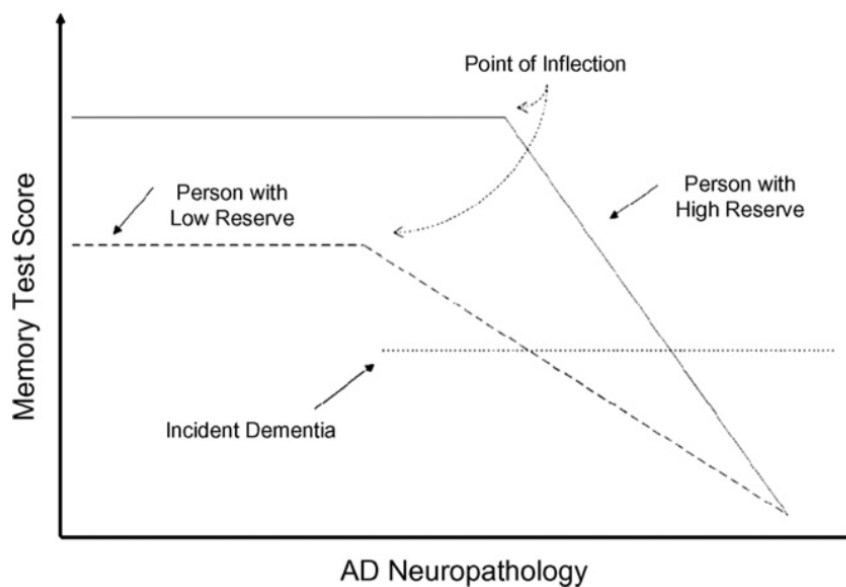 Point of Inflection
Person with
Low Reserve
Person with
High Reserve
Incident Dementia
Memory Test Score
AD Neuropathology